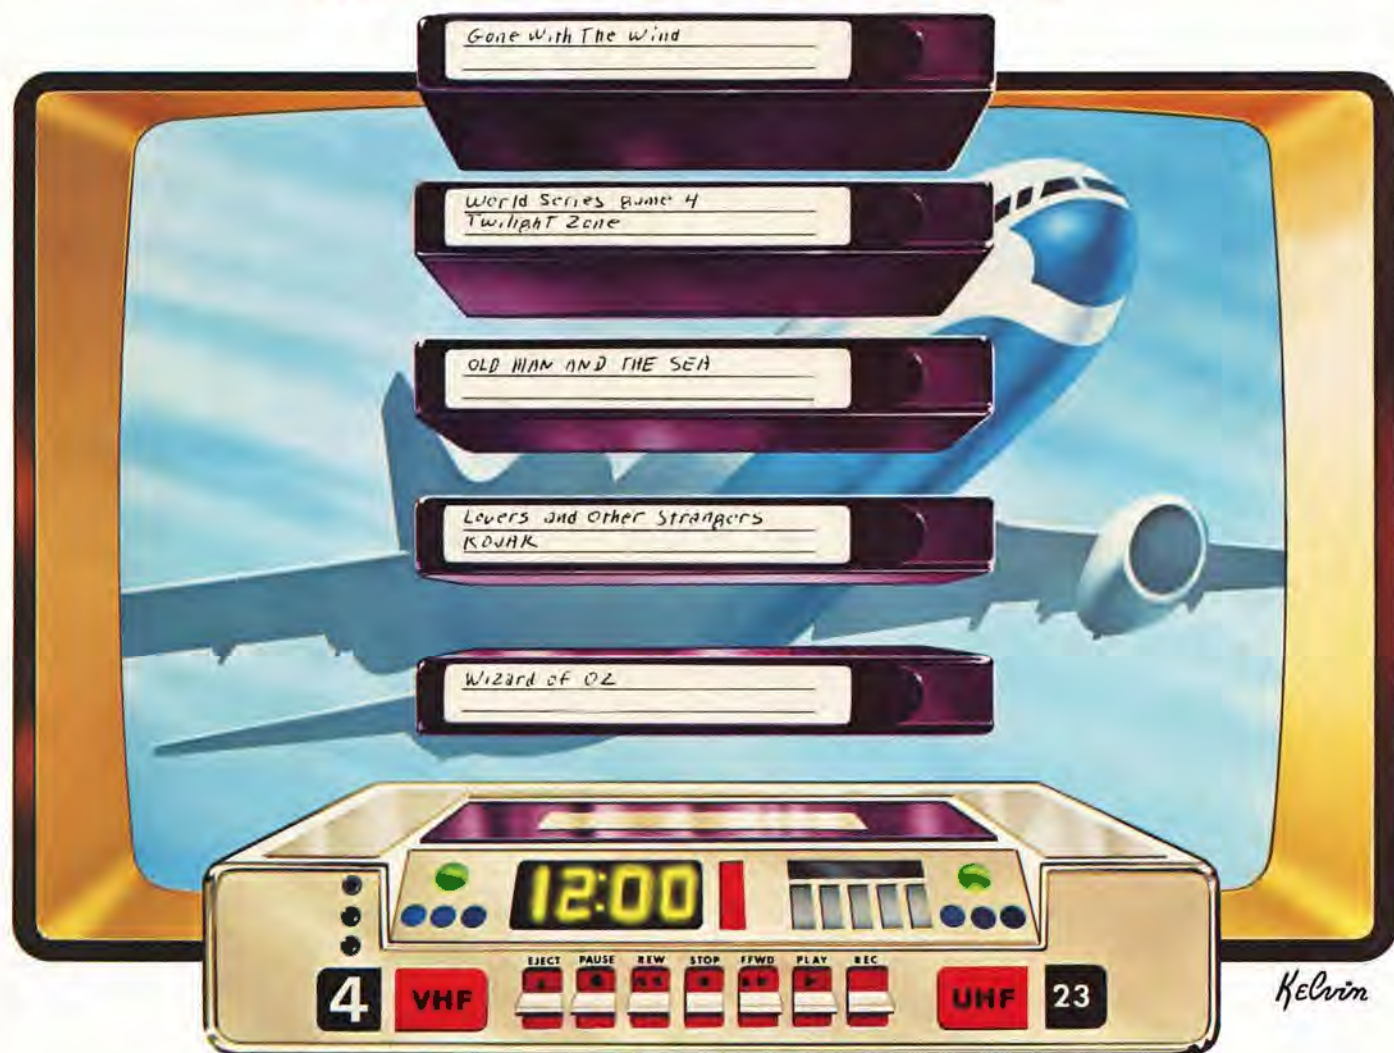 Gone With The Wind
World Series Game 4
Twilight Zone
OLD MAN AND THE SEA
Lovers and Other Strangers
KOJAK
Wizard of OZ
12:00
EJECT PAUSE REW STOP FFWD PLAY REC
4 VHF UHF 23
Kelvin